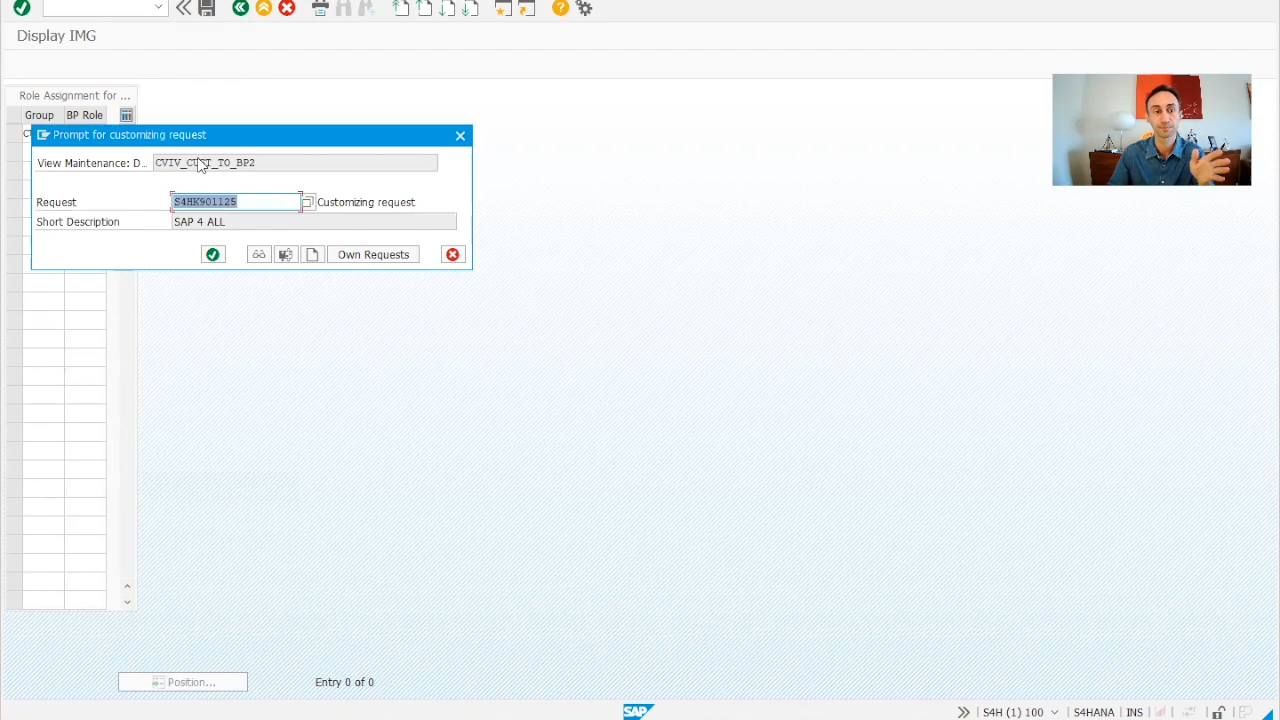 Display IMG
Role Assignment for ...
Group BP Role
Prompt for customizing request
View Maintenance: D.. CVIV_CUST_TO_BP2
Request S4HK901125 Customizing request
Short Description SAP 4 ALL
Own Requests
Position... Entry 0 of 0
SAP S4H (1) 100 S4HANA INS